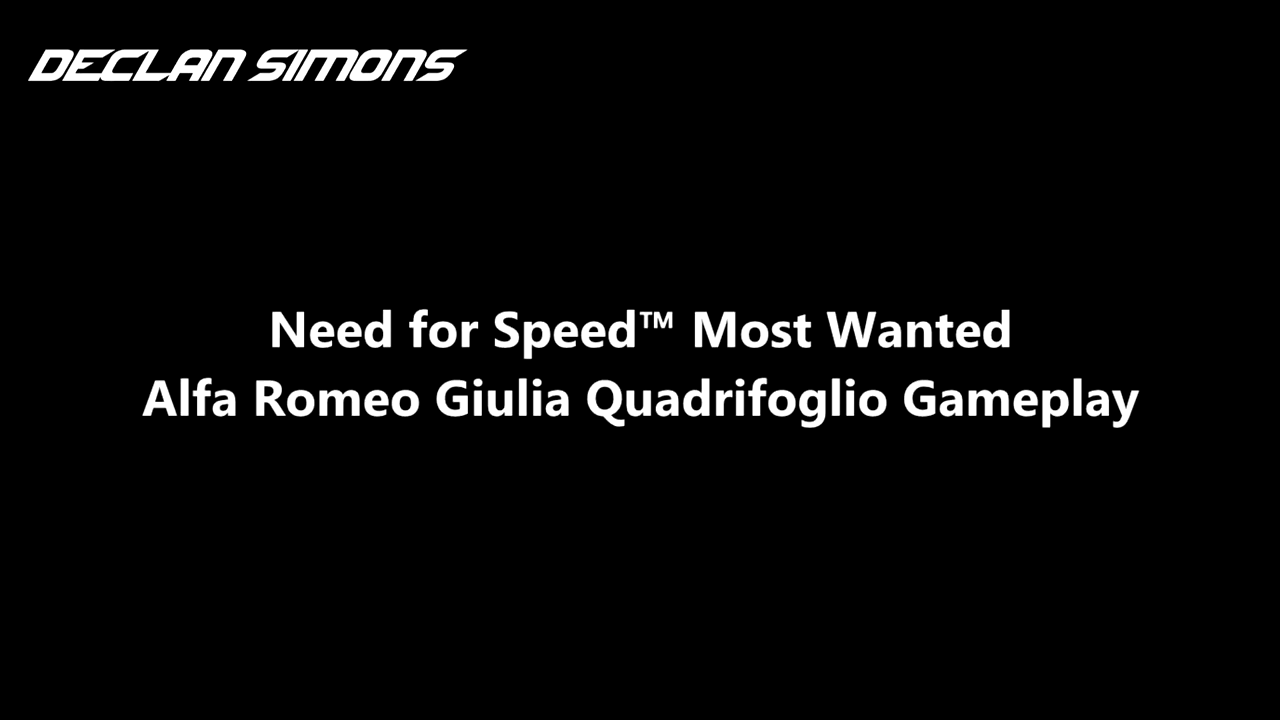 DECLAN SIMONS
Need for Speed™ Most Wanted
Alfa Romeo Giulia Quadrifoglio Gameplay